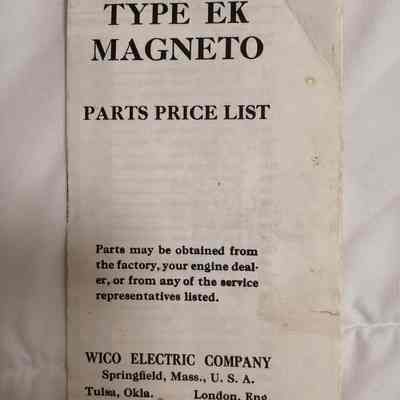 TYPE EK
MAGNETO
PARTS PRICE LIST
Parts may be obtained from
the factory, your engine deal-
er, or from any of the service
representatives listed.
WICO ELECTRIC COMPANY
Springfield, Mass., U. S. A.
Tulsa, Okla. London, Eng